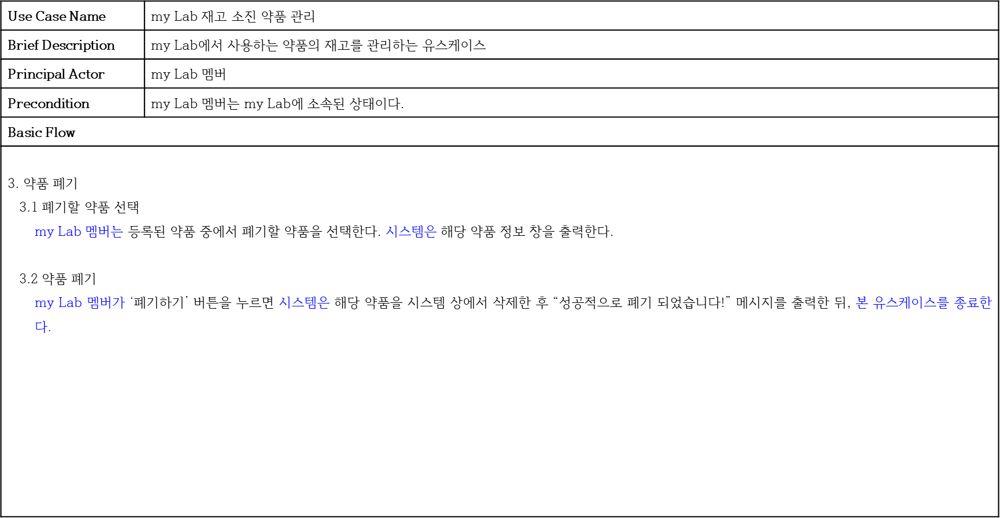 Use Case Name my Lab 재고 소진 약품 관리
Brief Description my Lab에서 사용하는 약품의 재고를 관리하는 유스케이스
Principal Actor my Lab 멤버
Precondition my Lab 멤버는 my Lab에 소속된 상태이다.
Basic Flow
3. 약품 폐기
3.1 폐기할 약품 선택
my Lab 멤버는 등록된 약품 중에서 폐기할 약품을 선택한다. 시스템은 해당 약품 정보 창을 출력한다.
3.2 약품 폐기
my Lab 멤버가 ‘폐기하기’ 버튼을 누르면 시스템은 해당 약품을 시스템 상에서 삭제한 후 “성공적으로 폐기 되었습니다!” 메시지를 출력한 뒤, 본 유스케이스를 종료한
다.